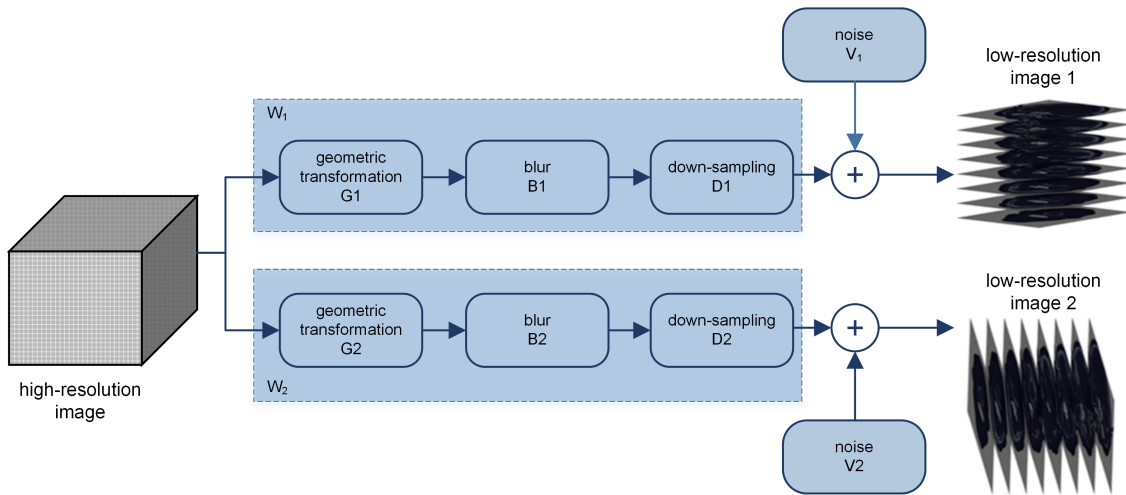 noise
V₁
low-resolution
image 1
W₁
geometric
transformation
G1
blur
B1
down-sampling
D1
+
high-resolution
image
low-resolution
image 2
geometric
transformation
G2
blur
B2
down-sampling
D2
+
W₂
noise
V2